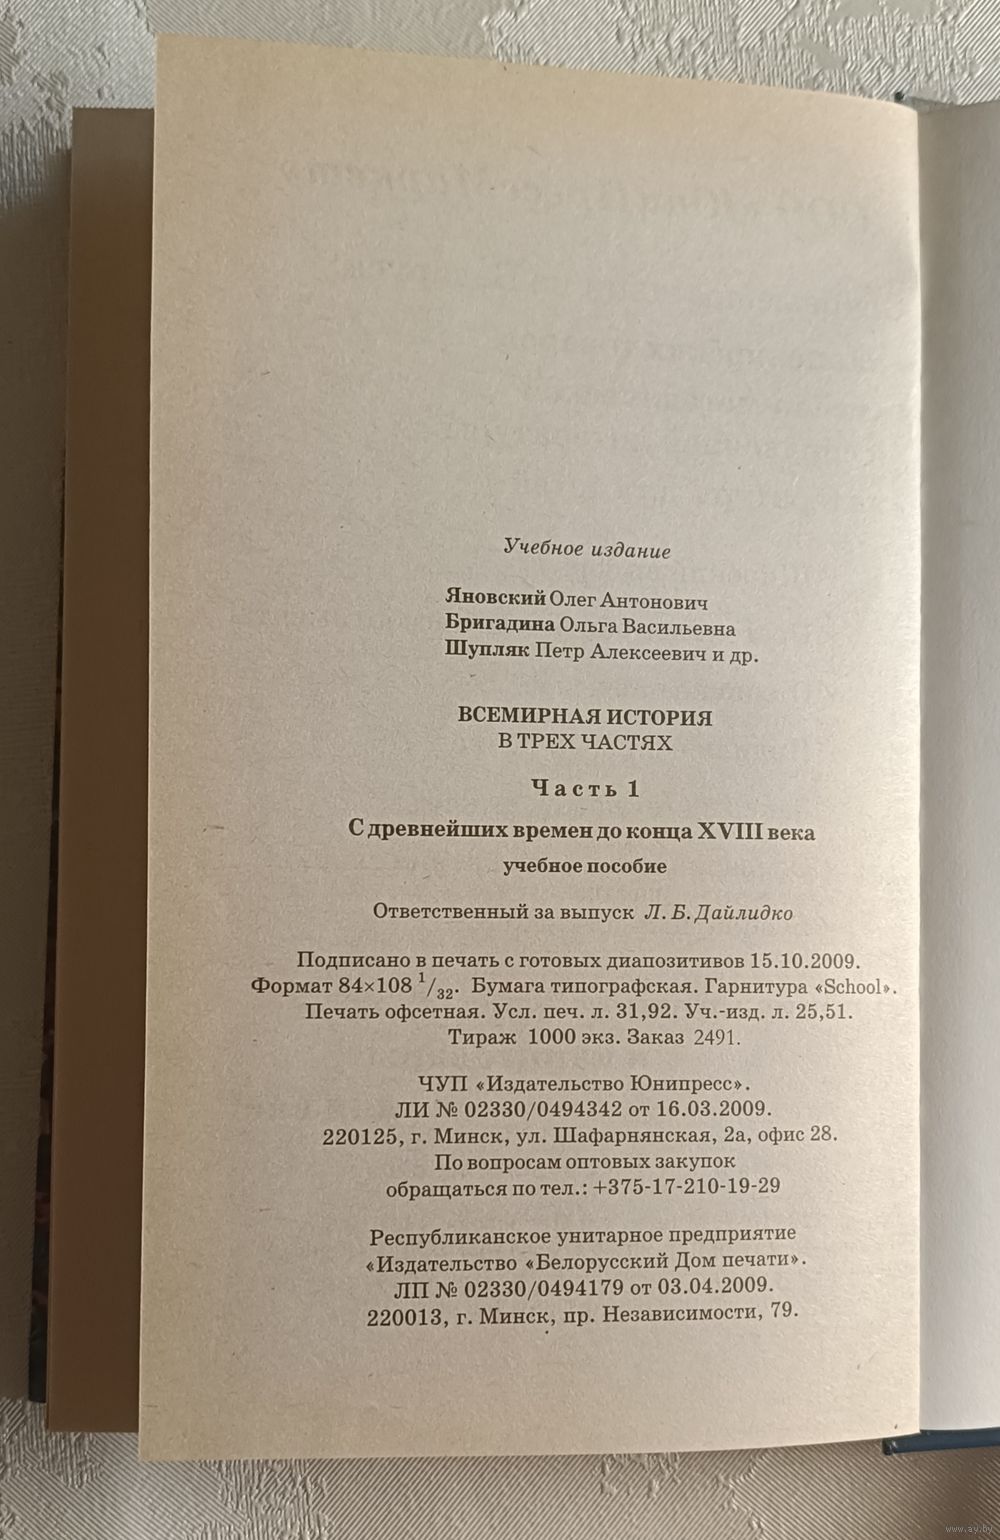 Учебное издание
Яновский Олег Антонович
Бригадина Ольга Васильевна
Шупляк Петр Алексеевич и др.
ВСЕМИРНАЯ ИСТОРИЯ
В ТРЕХ ЧАСТЯХ
Часть 1
С древнейших времен до конца XVIII века
учебное пособие
Ответственный за выпуск Л. Б. Дайлидко
Подписано в печать с готовых диапозитивов 15.10.2009.
Формат 84×108 1/32. Бумага типографская. Гарнитура «School».
Печать офсетная. Усл. печ. л. 31,92. Уч.-изд. л. 25,51.
Тираж 1000 экз. Заказ 2491.
ЧУП «Издательство Юнипресс».
ЛИ № 02330/0494342 от 16.03.2009.
220125, г. Минск, ул. Шафарнянская, 2а, офис 28.
По вопросам оптовых закупок
обращаться по тел.: +375-17-210-19-29
Республиканское унитарное предприятие
«Издательство «Белорусский Дом печати».
ЛП № 02330/0494179 от 03.04.2009.
220013, г. Минск, пр. Независимости, 79.
www.ay.by